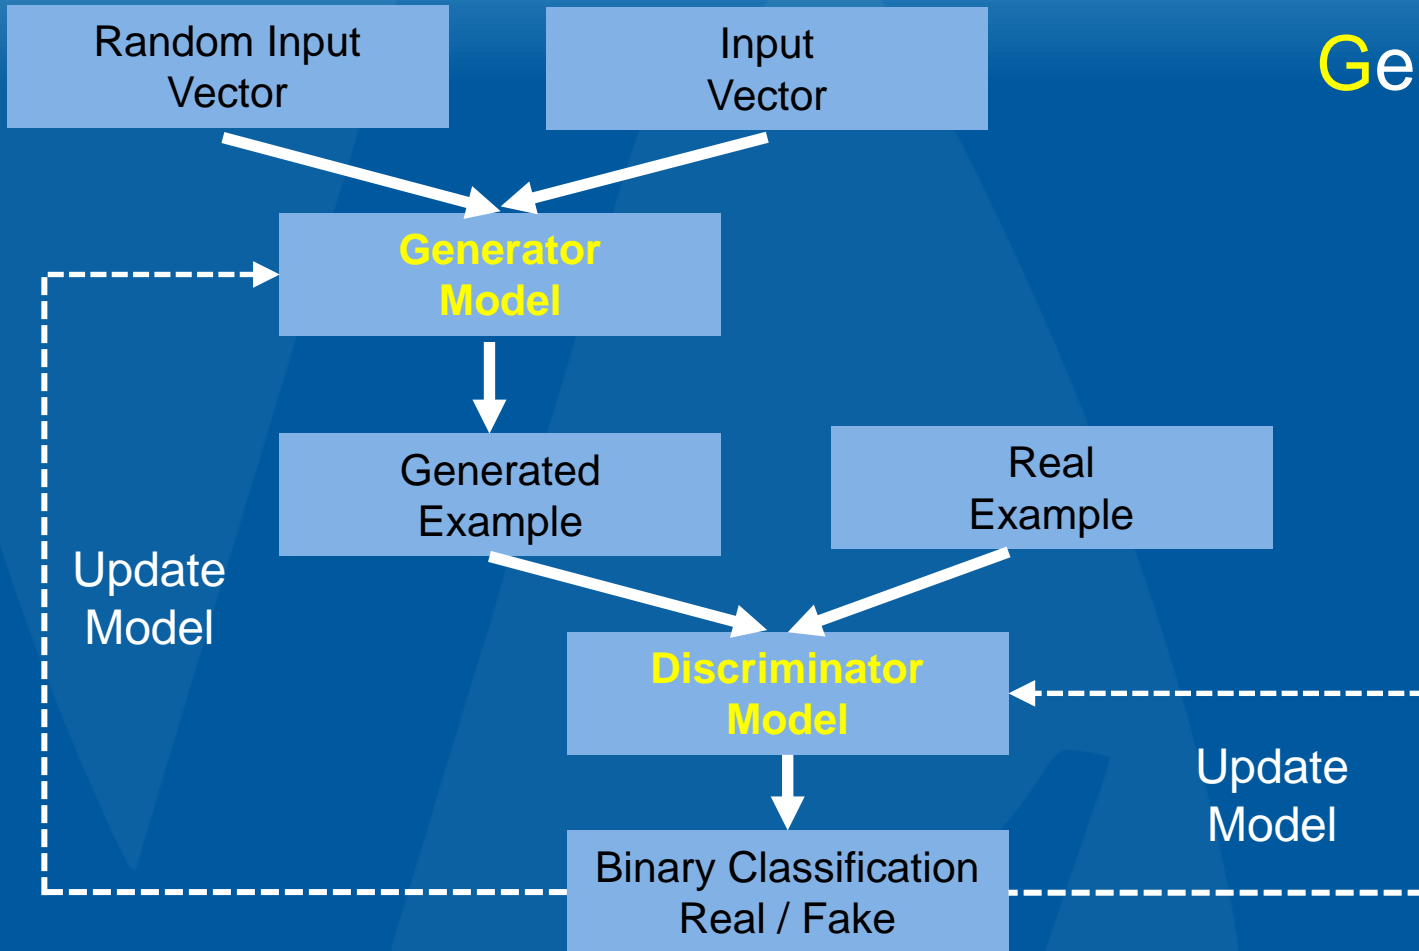 Random Input
Vector
Input
Vector
Ge
Generator
Model
Generated
Example
Real
Example
Update
Model
Discriminator
Model
Update
Model
Binary Classification
Real / Fake